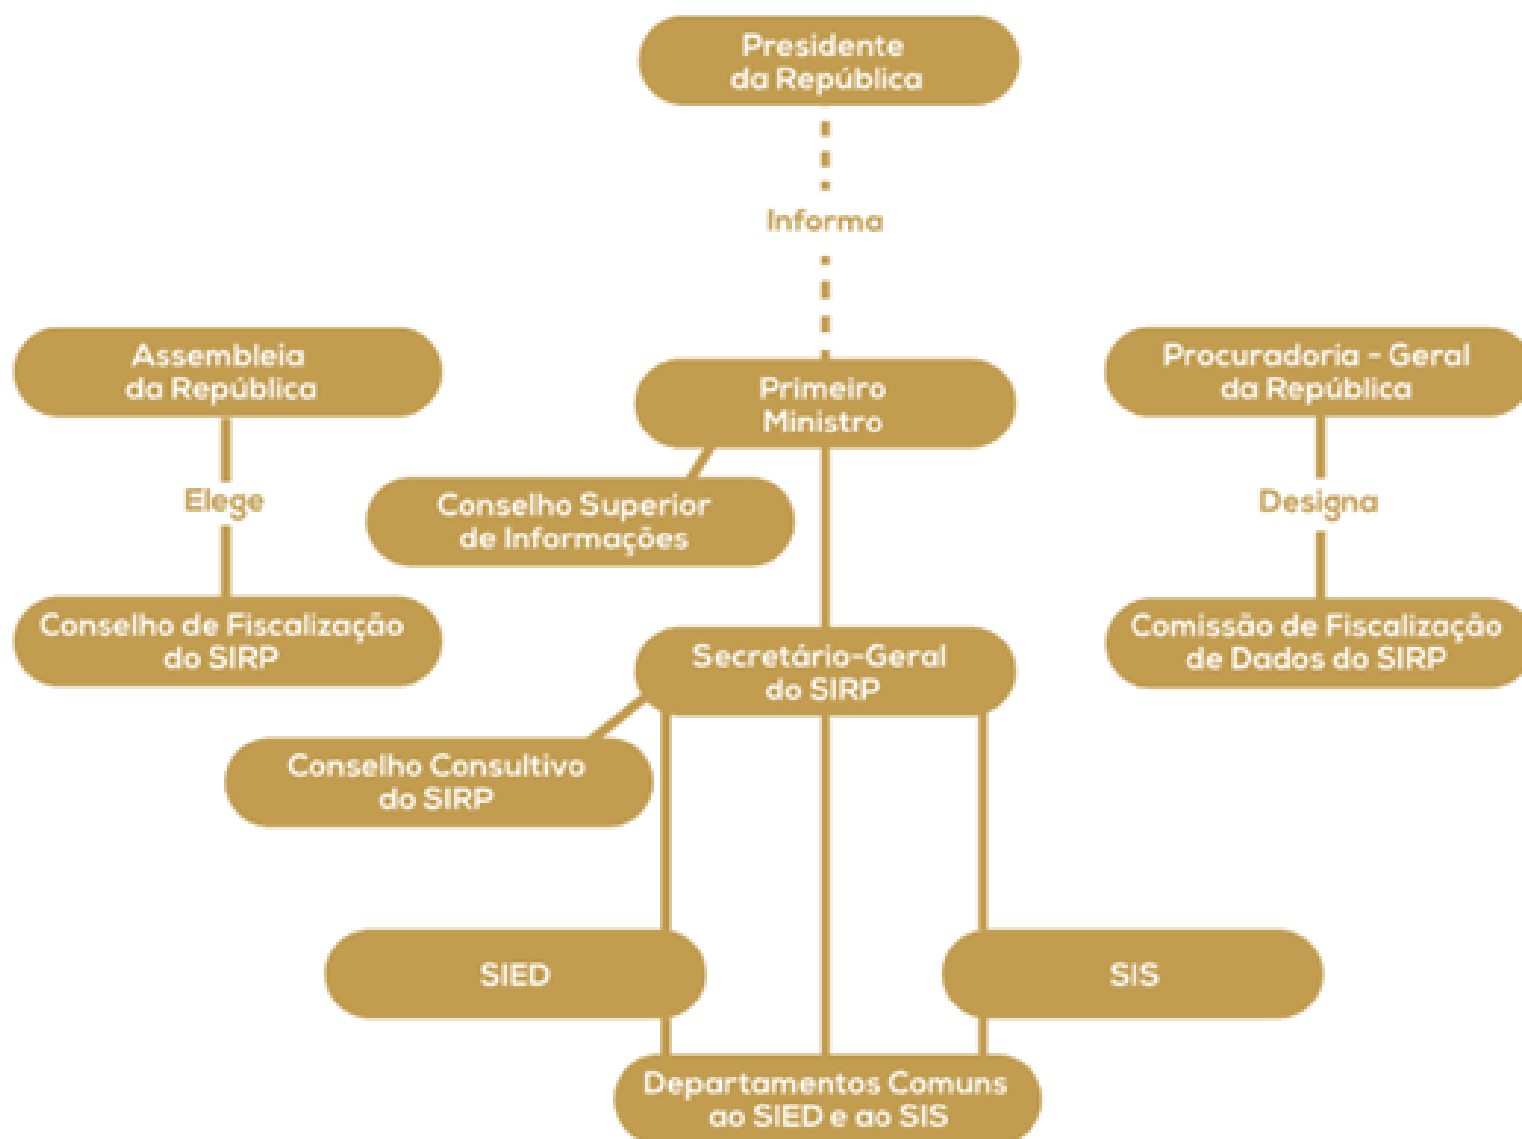 Presidente
da República
Informa
Assembleia
da República
Primeiro
Ministro
Procuradoria - Geral
da República
Elege
Conselho Superior
de Informações
Designa
Conselho de Fiscalização
do SIRP
Secretário-Geral
do SIRP
Comissão de Fiscalização
de Dados do SIRP
Conselho Consultivo
do SIRP
SIED
SIS
Departamentos Comuns
ao SIED e ao SIS